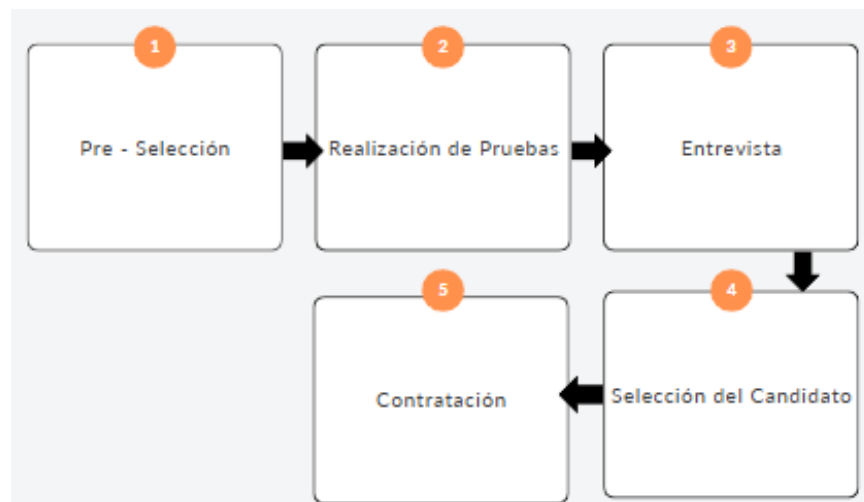 1
Pre - Selección
2
Realización de Pruebas
3
Entrevista
4
Selección del Candidato
5
Contratación